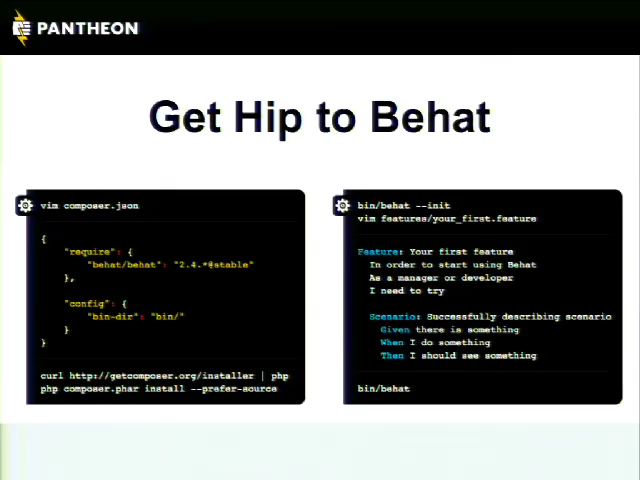 PANTHEON
Get Hip to Behat
vim composer.json
{
"require": {
"behat/behat": "2.4.*@stable"
},
"config": {
"bin-dir": "bin/"
}
}
curl http://getcomposer.org/installer | php
php composer.phar install --prefer-source
bin/behat --init
vim features/your_first.feature
Feature: Your first feature
In order to start using Behat
As a manager or developer
I need to try
Scenario: Successfully describing scenario
Given there is something
When I do something
Then I should see something
bin/behat